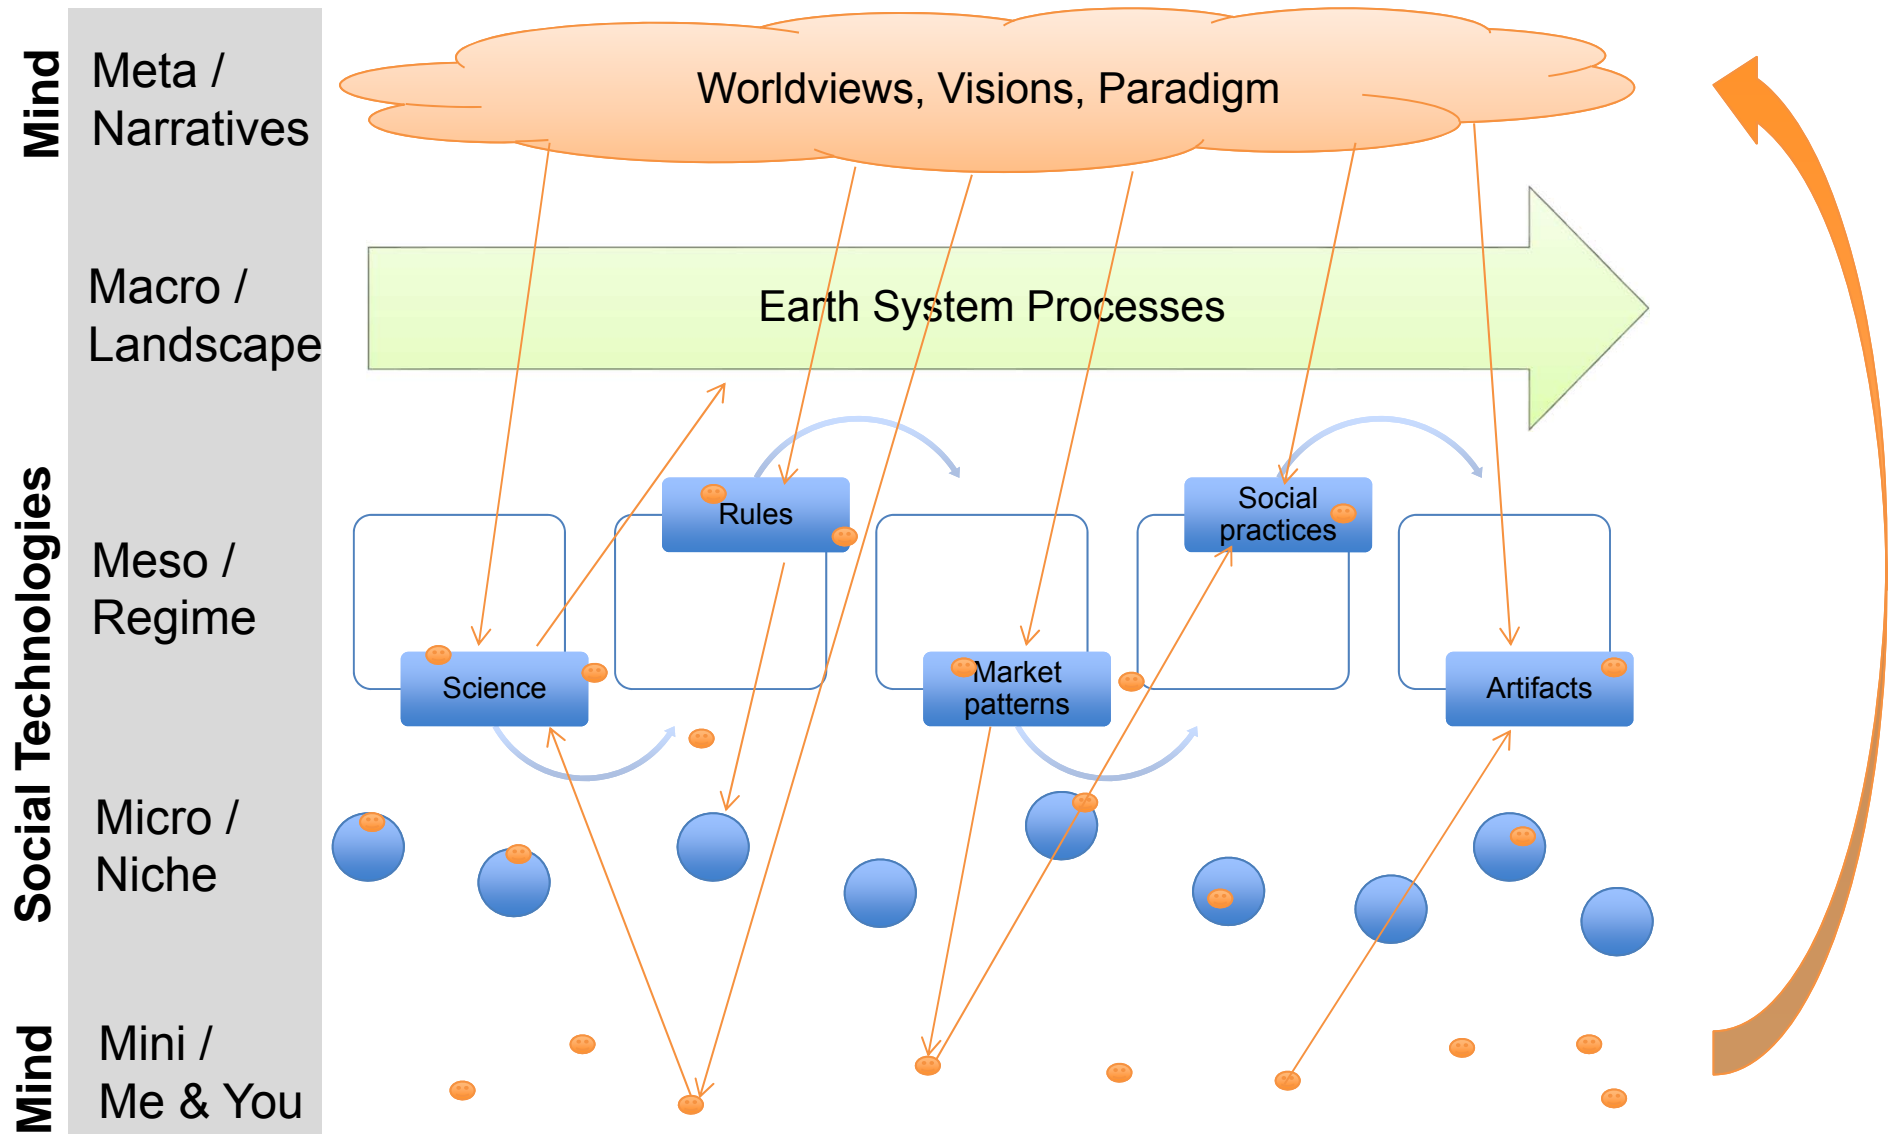 Mind
Meta /
Narratives
Worldviews, Visions, Paradigm
Macro /
Landscape
Earth System Processes
Social Technologies
Meso /
Regime
Rules
Social
practices
Science
Market
patterns
Artifacts
Micro /
Niche
Mind
Mini /
Me & You